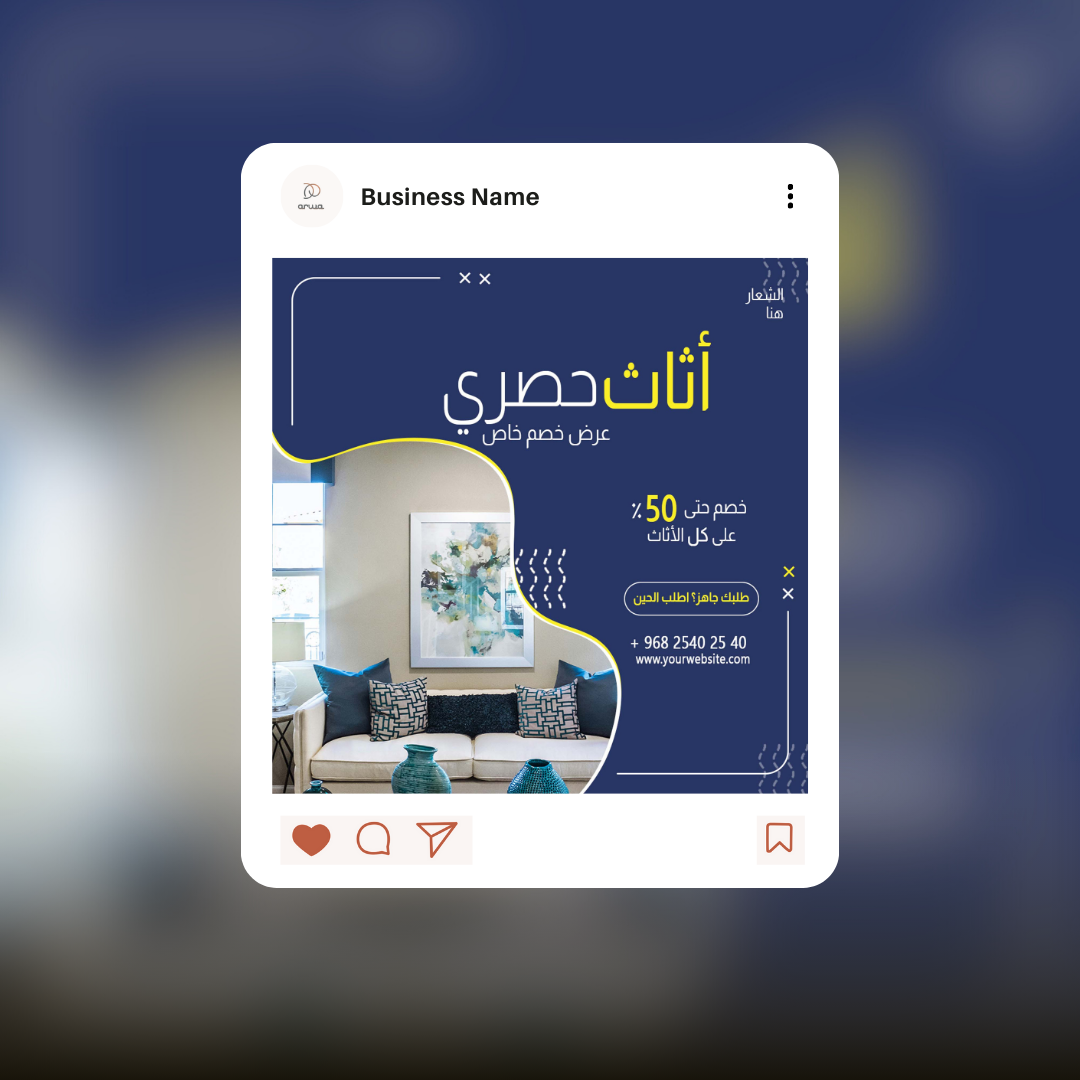 arwa
Business Name
الشعار
هنا
أثاث حصري
عرض خصم خاص
خصم حتى 50٪
على كل الأثاث
طلبك جاهز؟ اطلب الحين
+ 968 2540 25 40
www.yourwebsite.com